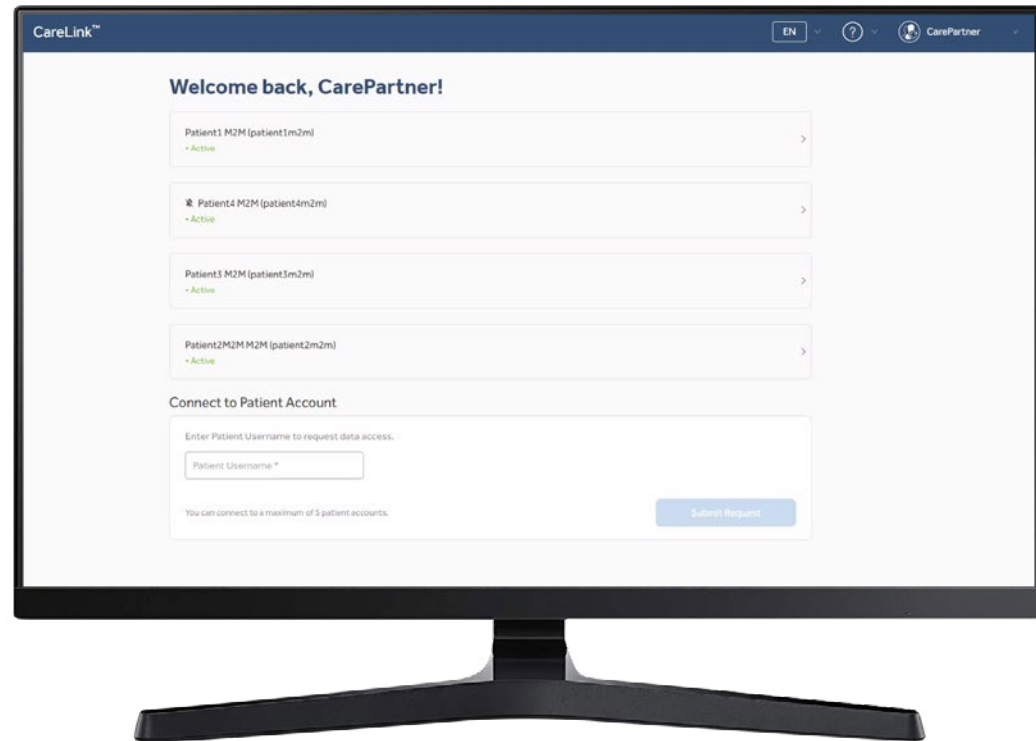 CareLink™
EN
?
CarePartner
Welcome back, CarePartner!
Patient1 M2M (patient1m2m)
• Active
Patient4 M2M (patient4m2m)
• Active
Patient3 M2M (patient3m2m)
• Active
Patient2M2M M2M (patient2m2m)
• Active
Connect to Patient Account
Enter Patient Username to request data access.
Patient Username *
You can connect to a maximum of 5 patient accounts.
Submit Request